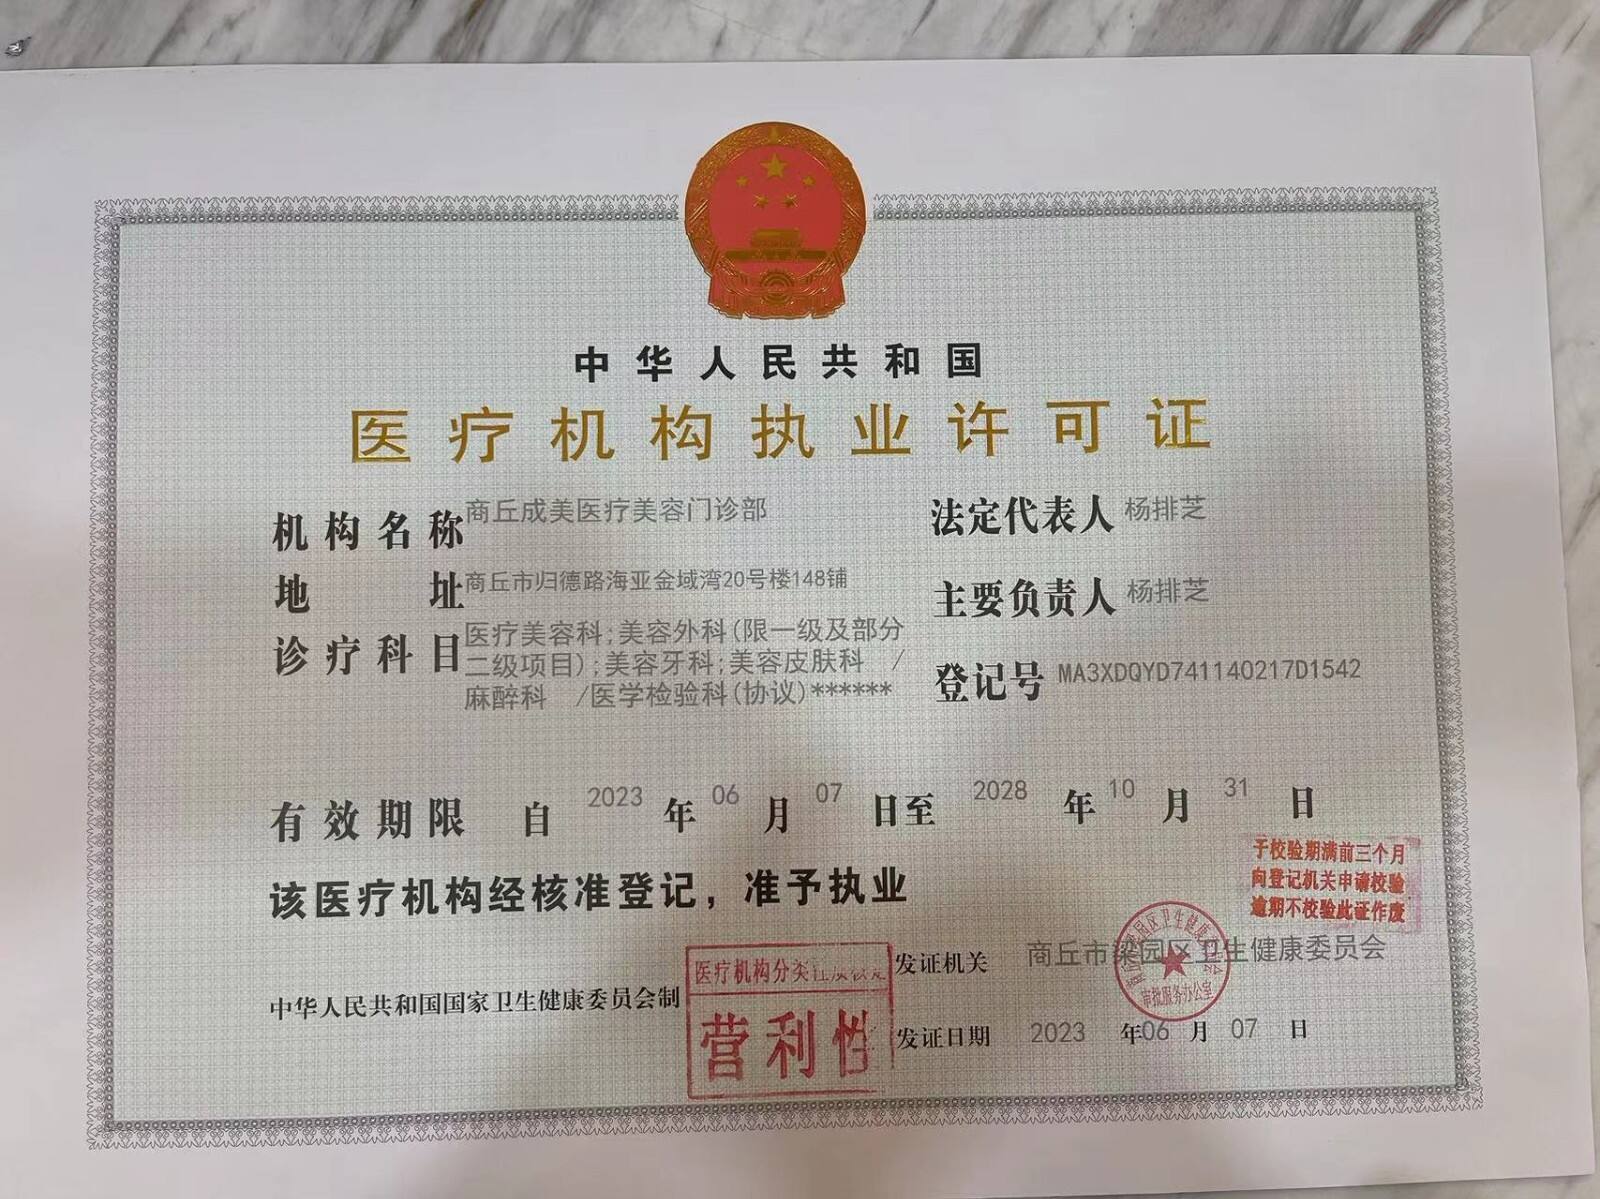 中华人民共和国
医疗机构执业许可证
机构名称 商丘成美医疗美容门诊部
法定代表人 杨排芝
地址 商丘市归德路海亚金域湾20号楼148铺
主要负责人 杨排芝
诊疗科目 医疗美容科;美容外科(限一级及部分
二级项目);美容牙科;美容皮肤科 /
麻醉科 /医学检验科(协议)******
登记号 MA3XDQYD741140217D1542
有效期限 自 2023 年 06 月 07 日至 2028 年 10 月 31 日
该医疗机构经核准登记，准予执业
于校验期满前三个月
向登记机关申请校验
逾期不校验此证作废
中华人民共和国国家卫生健康委员会制
医疗机构分类
营利性
发证机关 商丘市梁园区卫生健康委员会
审批服务办公室
发证日期 2023 年 06 月 07 日